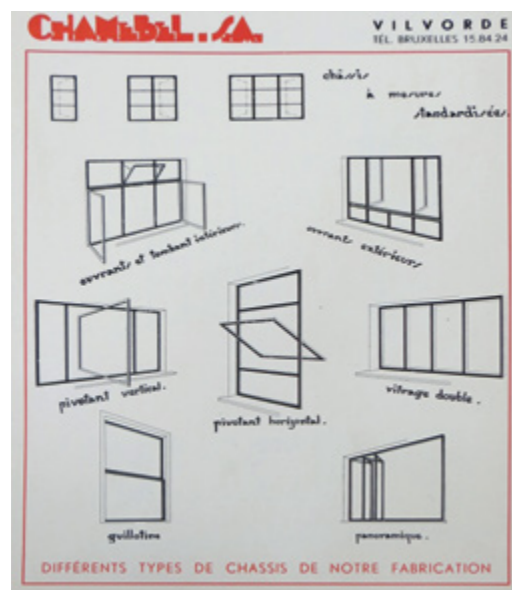 CHAMEBEL. S.A.
VILVORDE
TÉL. BRUXELLES 15.84.24
châssis
à mesures
standardisées.
ouvrants et tombant intérieur.
ouvrants extérieurs
pivotant vertical.
pivotant horizontal.
vitrage double.
guillotine
panoramique.
DIFFÉRENTS TYPES DE CHASSIS DE NOTRE FABRICATION